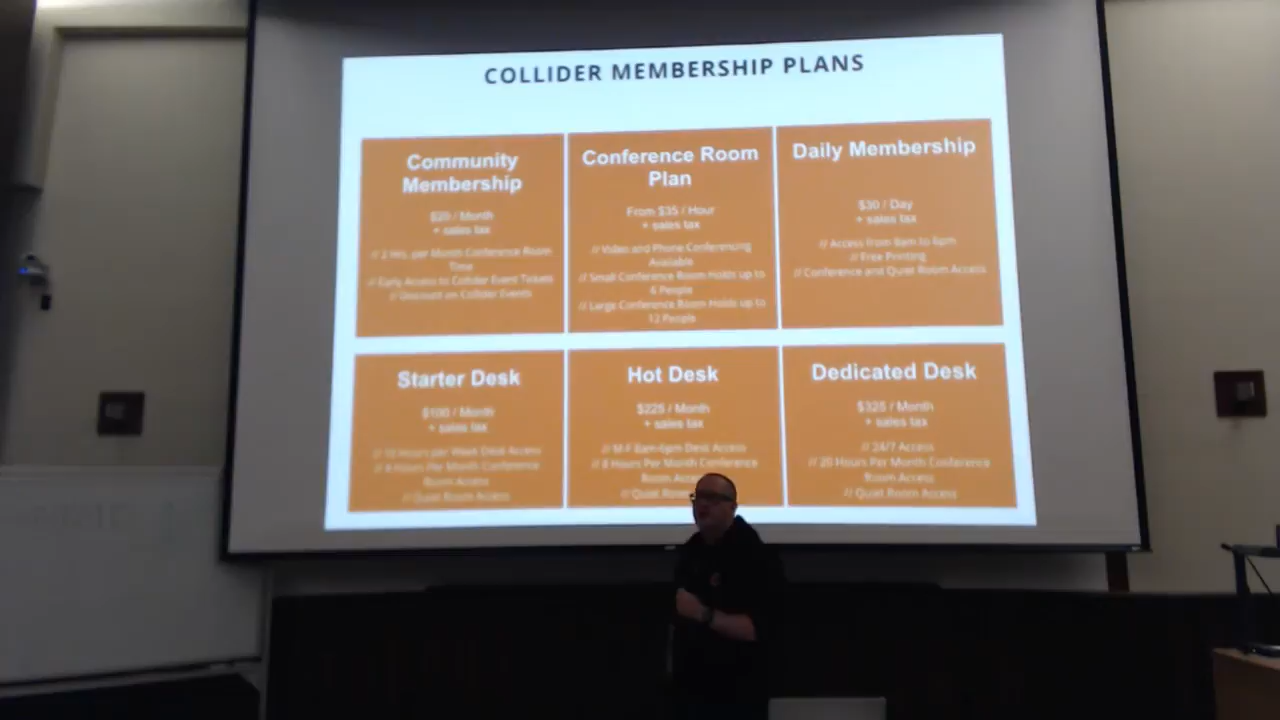 COLLIDER MEMBERSHIP PLANS
Community
Membership
$20 / Month
+ sales tax
// 2 Hrs. per Month Conference Room
Time
// Early Access to Collider Event Tickets
// Discount on Collider Events
Conference Room
Plan
From $35 / Hour
+ sales tax
// Video and Phone Conferencing
Available
// Small Conference Room Holds up to
6 People
// Large Conference Room Holds up to
12 People
Daily Membership
$30 / Day
+ sales tax
// Access from 8am to 6pm
// Free Printing
// Conference and Quiet Room Access
Starter Desk
$100 / Month
+ sales tax
// 10 Hours per Week Desk Access
// 4 Hours Per Month Conference
Room Access
// Quiet Room Access
Hot Desk
$225 / Month
+ sales tax
// M-F 8am-6pm Desk Access
// 8 Hours Per Month Conference
Room
// Quiet
Dedicated Desk
$325 / Month
+ sales tax
// 24/7 Access
// 20 Hours Per Month Conference
Room Access
// Quiet Room Access